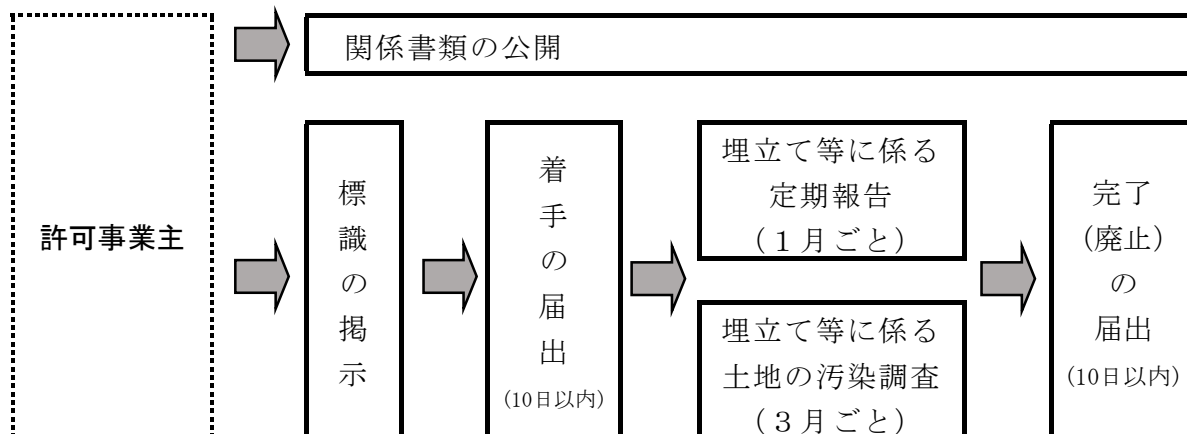 関係書類の公開
許可事業主
標識の掲示
着手の届出
(10日以内)
埋立て等に係る
定期報告
(1月ごと)
埋立て等に係る
土地の汚染調査
(3月ごと)
完了
(廃止)
の
届出
(10日以内)